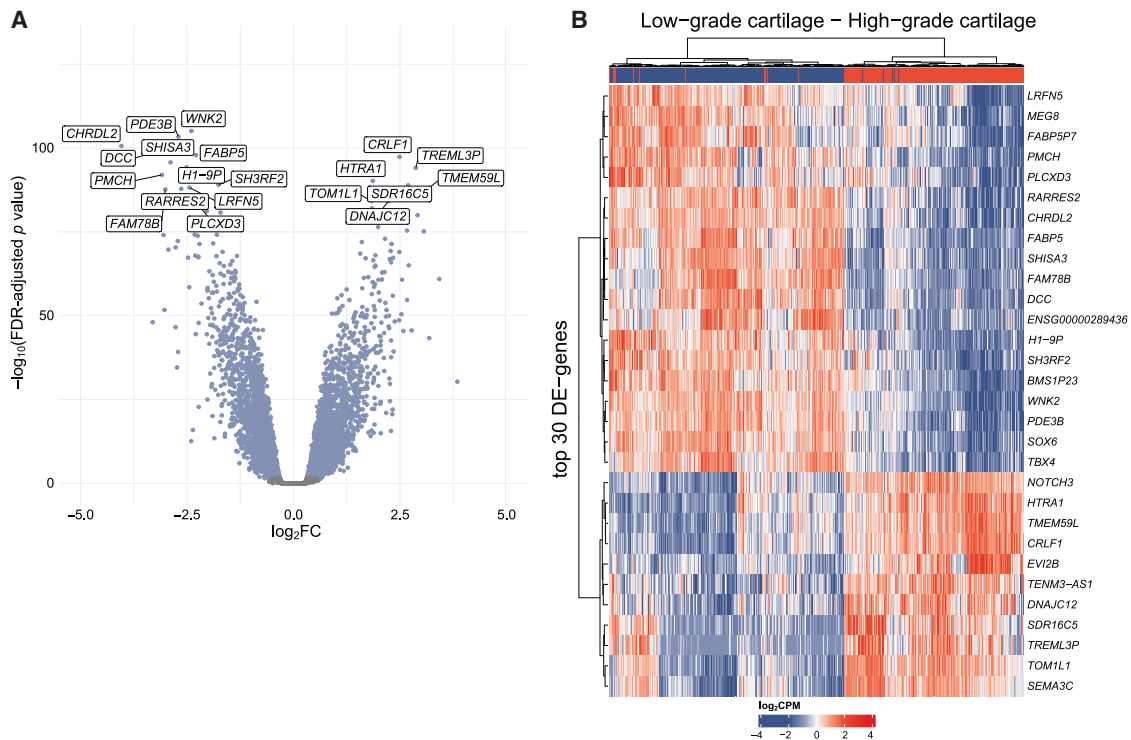 A
100
50
0
−log10(FDR-adjusted p value)
−5.0
−2.5
0.0
2.5
5.0
log2FC
WNK2
PDE3B
CHRDL2
SHISA3
DCC
FABP5
PMCH
H1−9P
SH3RF2
RARRES2
LRFN5
FAM78B
PLCXD3
CRLF1
TREML3P
HTRA1
TMEM59L
TOM1L1
SDR16C5
DNAJC12
B
Low−grade cartilage − High−grade cartilage
top 30 DE−genes
LRFN5
MEG8
FABP5P7
PMCH
PLCXD3
RARRES2
CHRDL2
FABP5
SHISA3
FAM78B
DCC
ENSG00000289436
H1−9P
SH3RF2
BMS1P23
WNK2
PDE3B
SOX6
TBX4
NOTCH3
HTRA1
TMEM59L
CRLF1
EVI2B
TENM3−AS1
DNAJC12
SDR16C5
TREML3P
TOM1L1
SEMA3C
log2CPM
−4 −2 0 2 4